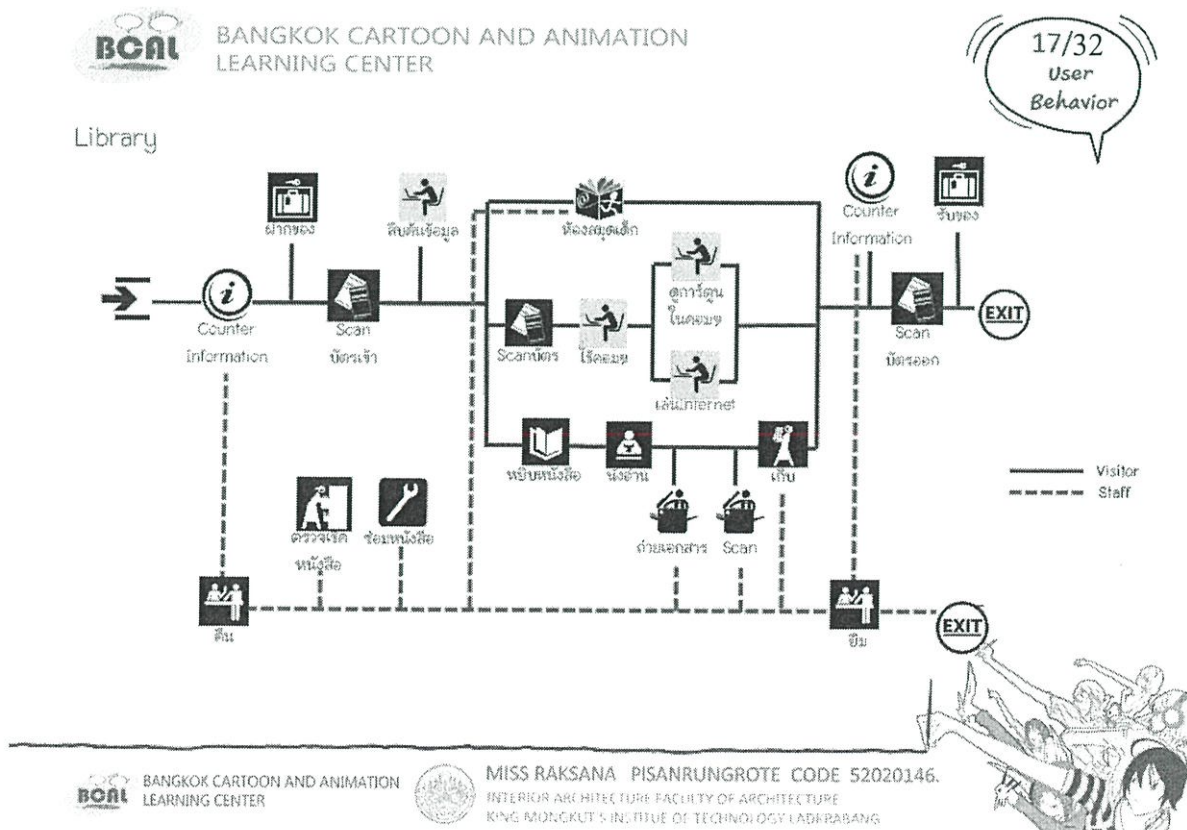 BCAL
BANGKOK CARTOON AND ANIMATION
LEARNING CENTER
17/32
User
Behavior
Library
ฝากของ
สืบค้นข้อมูล
ห้องสมุดเด็ก
Counter
Information
รับของ
ดูการ์ตูน
ในคอมฯ
Counter
Information
Scan
บัตรเข้า
Scanบัตร
ใช้คอมฯ
Scan
บัตรออก
EXIT
เล่นInternet
หยิบหนังสือ
นั่งอ่าน
เก็บ
Visitor
Staff
ตรวจเช็ค
หนังสือ
ซ่อมหนังสือ
ถ่ายเอกสาร
Scan
คืน
ยืม
EXIT
BCAL
BANGKOK CARTOON AND ANIMATION
LEARNING CENTER
MISS RAKSANA PISANRUNGROTE CODE 52020146.
INTERIOR ARCHITECTURE FACULTY OF ARCHITECTURE
KING MONGKUT'S INSTITUE OF TECHNOLOGY LADKRABANG